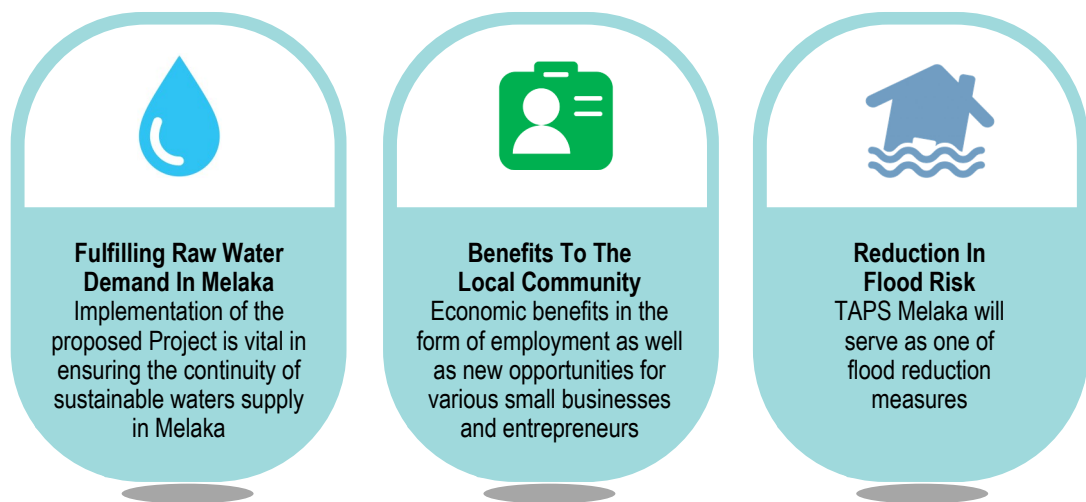 Fulfilling Raw Water
Demand In Melaka
Implementation of the
proposed Project is vital in
ensuring the continuity of
sustainable waters supply
in Melaka
Benefits To The
Local Community
Economic benefits in the
form of employment as well
as new opportunities for
various small businesses
and entrepreneurs
Reduction In
Flood Risk
TAPS Melaka will
serve as one of
flood reduction
measures